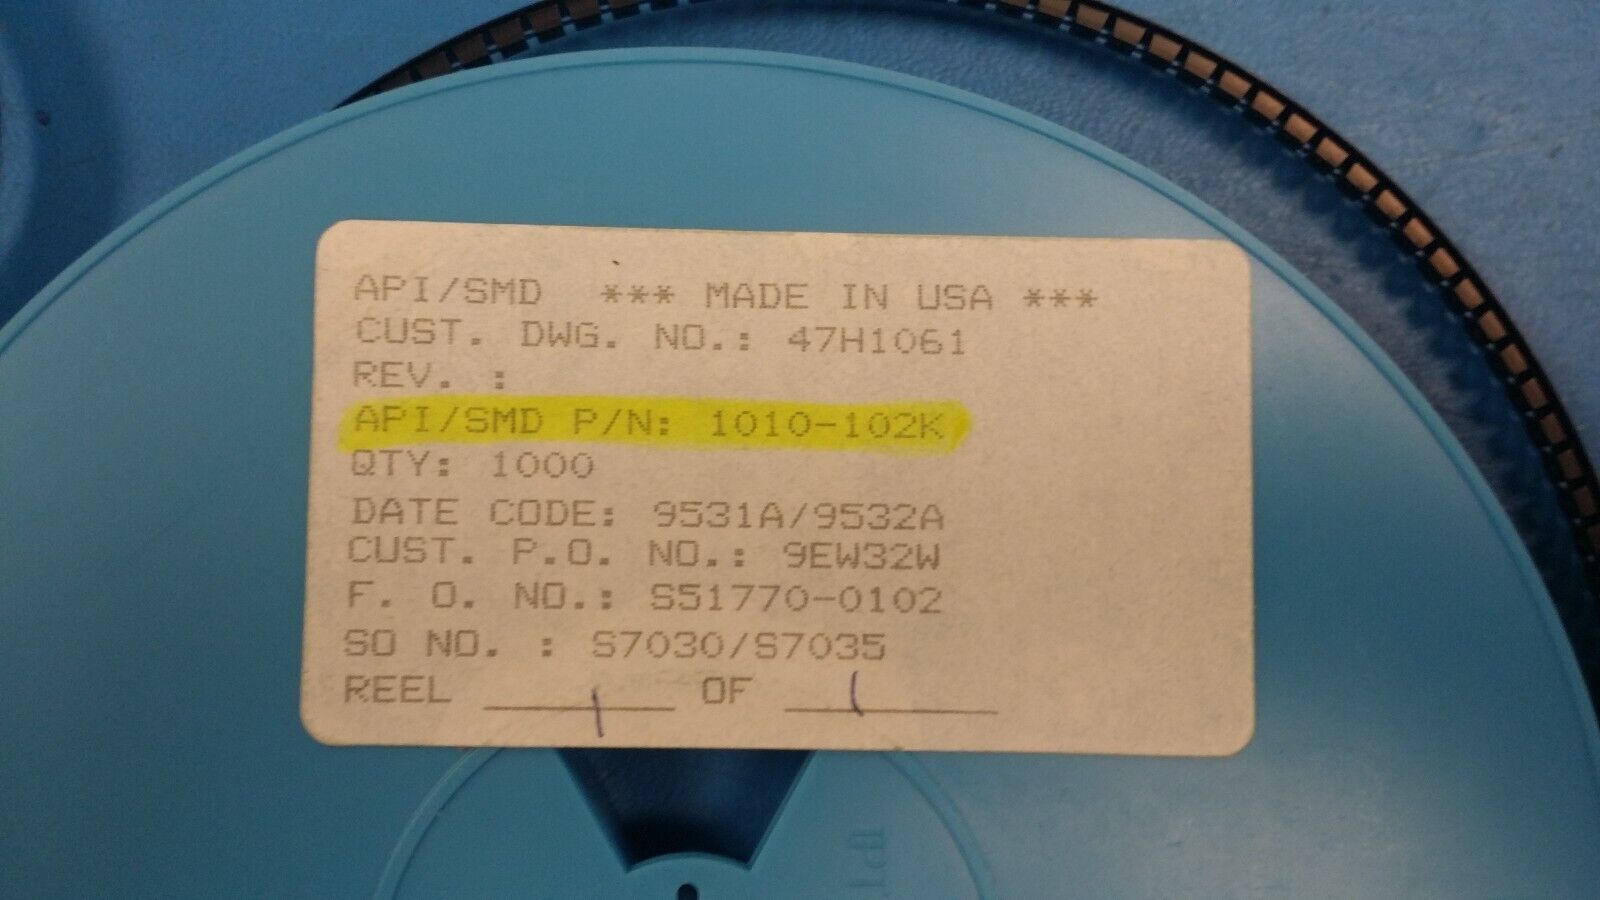 API/SMD *** MADE IN USA ***
CUST. DWG. NO.: 47H1061
REV. :
API/SMD P/N: 1010-102K
QTY: 1000
DATE CODE: 9531A/9532A
CUST. P.O. NO.: 9EW32W
F. O. NO.: S51770-0102
SO NO. : S7030/S7035
REEL 1 OF 1